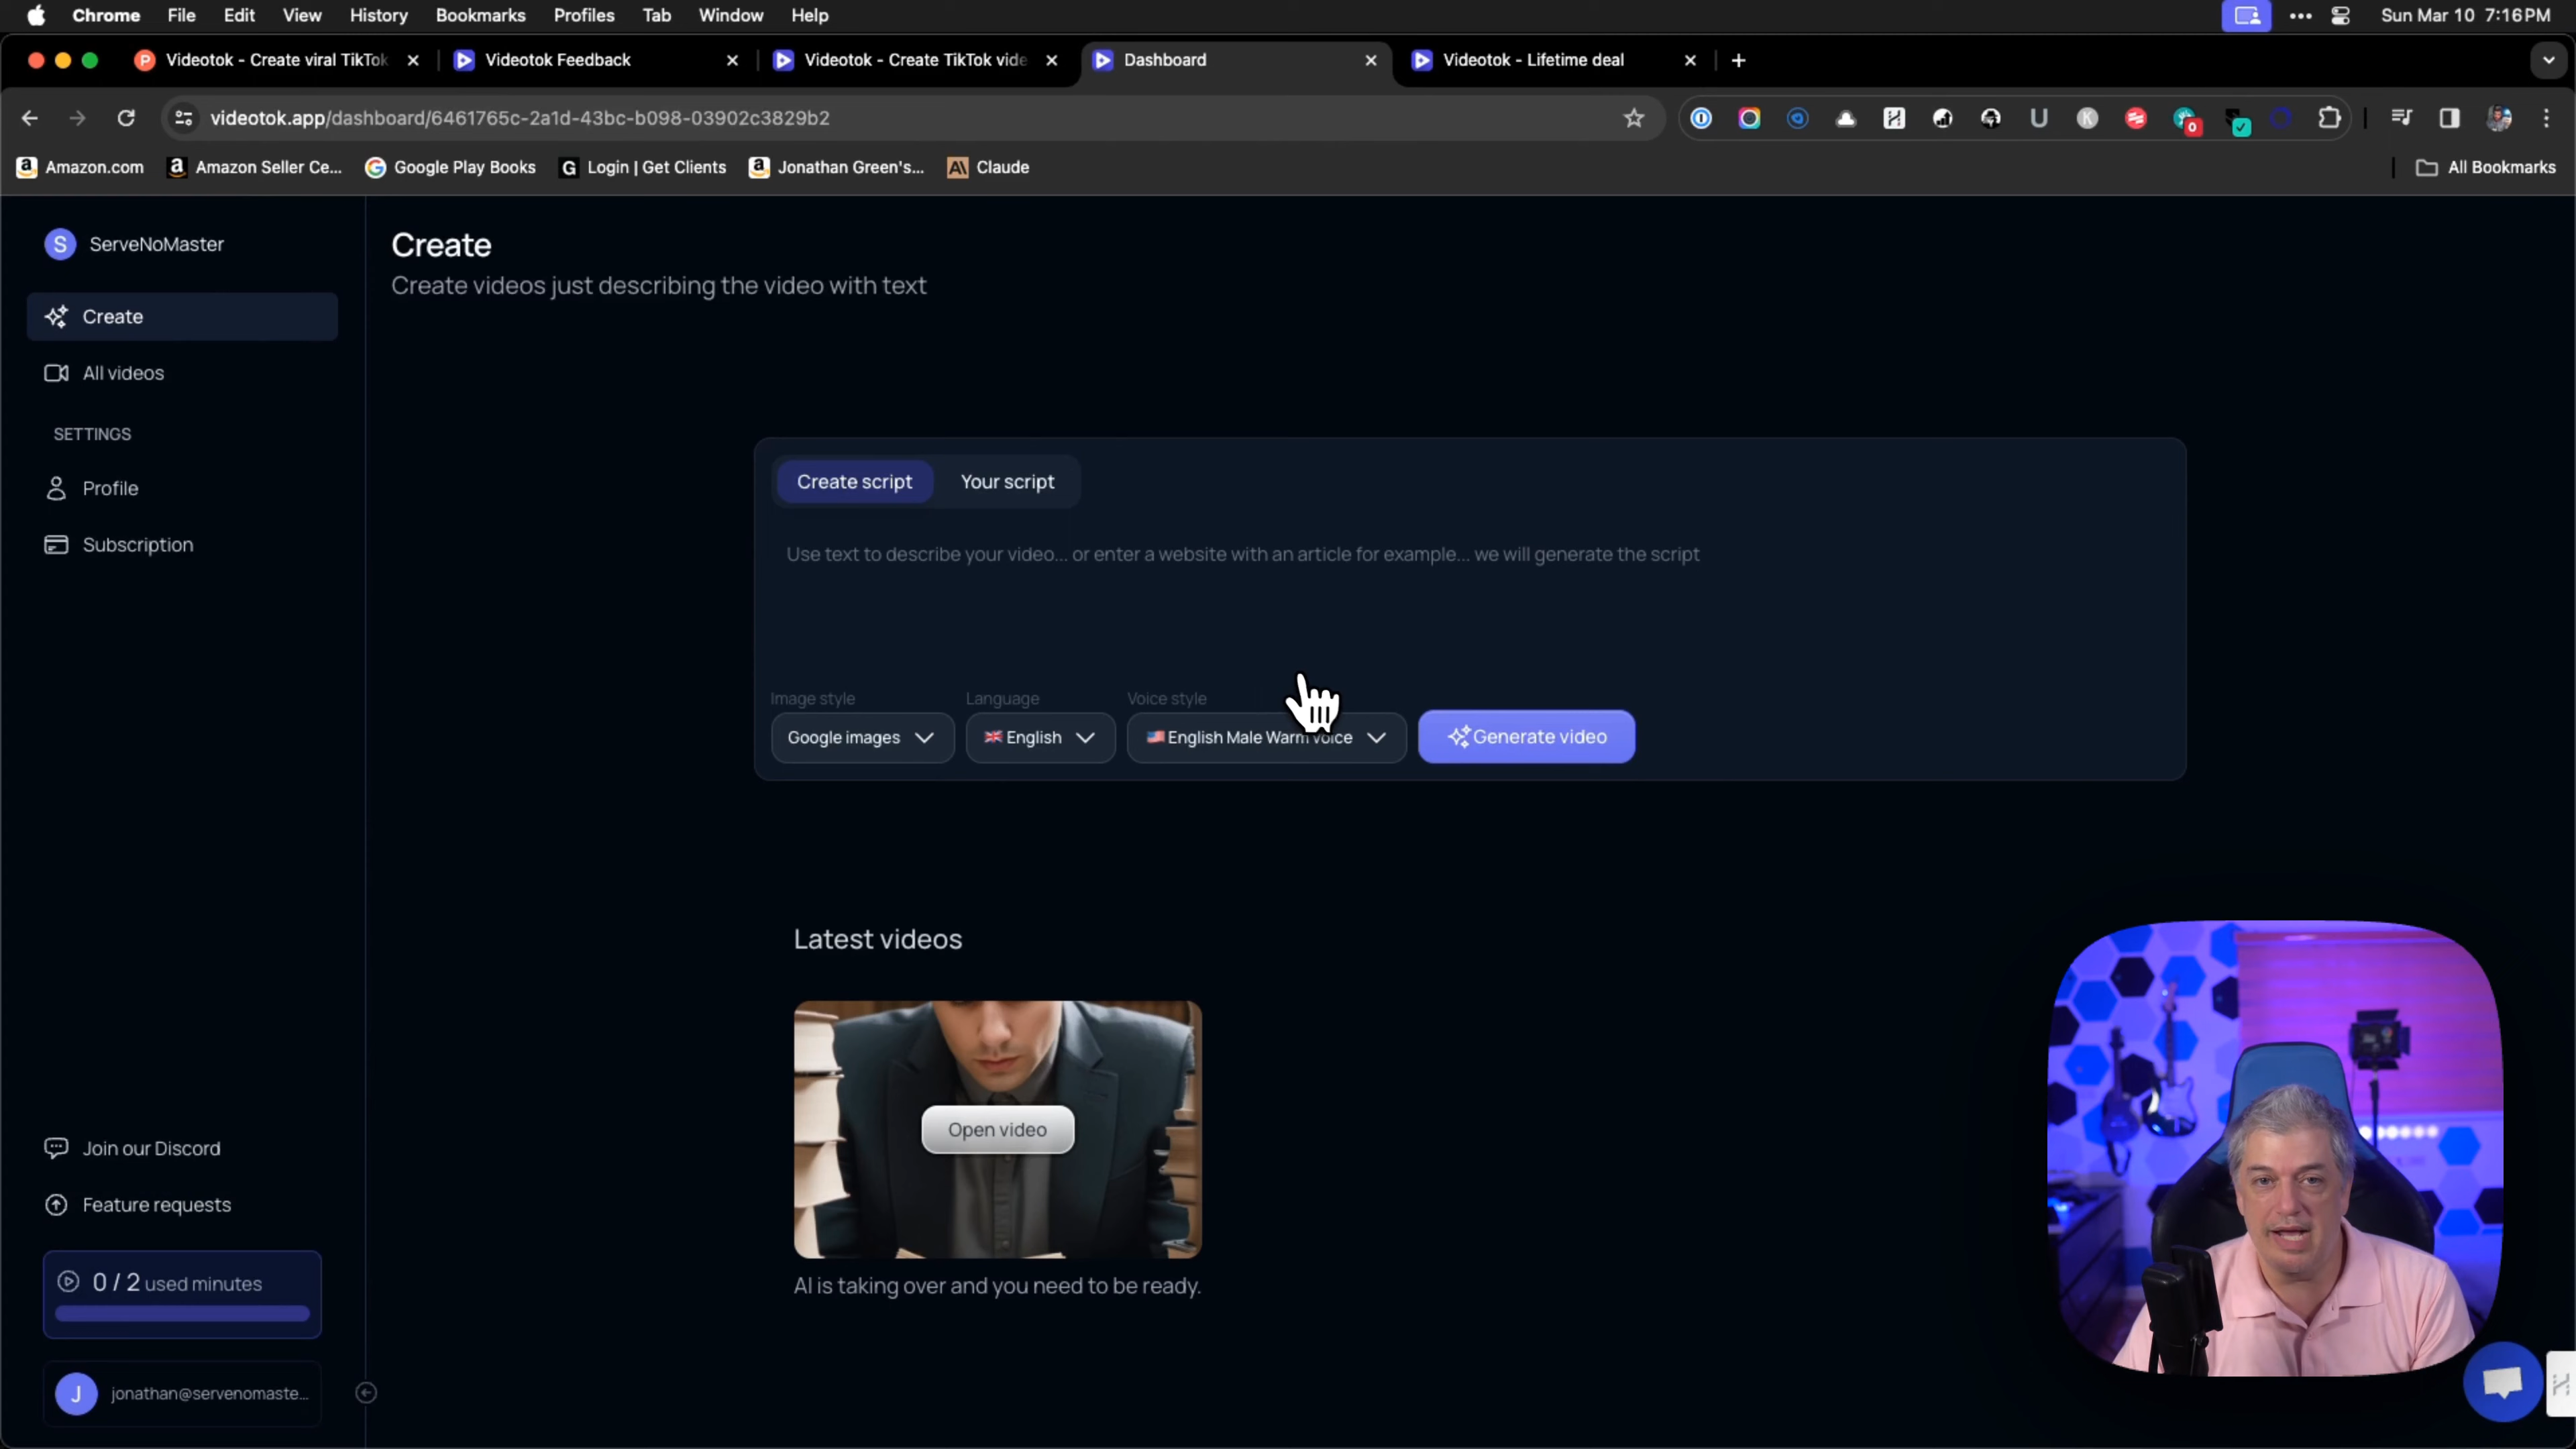 Chrome File Edit View History Bookmarks Profiles Tab Window Help Sun Mar 10 7:16 PM
Videotok - Create viral TikTok Videotok Feedback Videotok - Create TikTok vide Dashboard Videotok - Lifetime deal
videotok.app/dashboard/6461765c-2a1d-43bc-b098-03902c3829b2
Amazon.com Amazon Seller Ce... Google Play Books Login | Get Clients Jonathan Green's... Claude All Bookmarks
S ServeNoMaster
Create
All videos
SETTINGS
Profile
Subscription
Join our Discord
Feature requests
0 / 2 used minutes
J jonathan@servenomaste...
Create
Create videos just describing the video with text
Create script Your script
Use text to describe your video... or enter a website with an article for example... we will generate the script
Image style Language Voice style
Google images English English Male Warm voice Generate video
Latest videos
Open video
AI is taking over and you need to be ready.